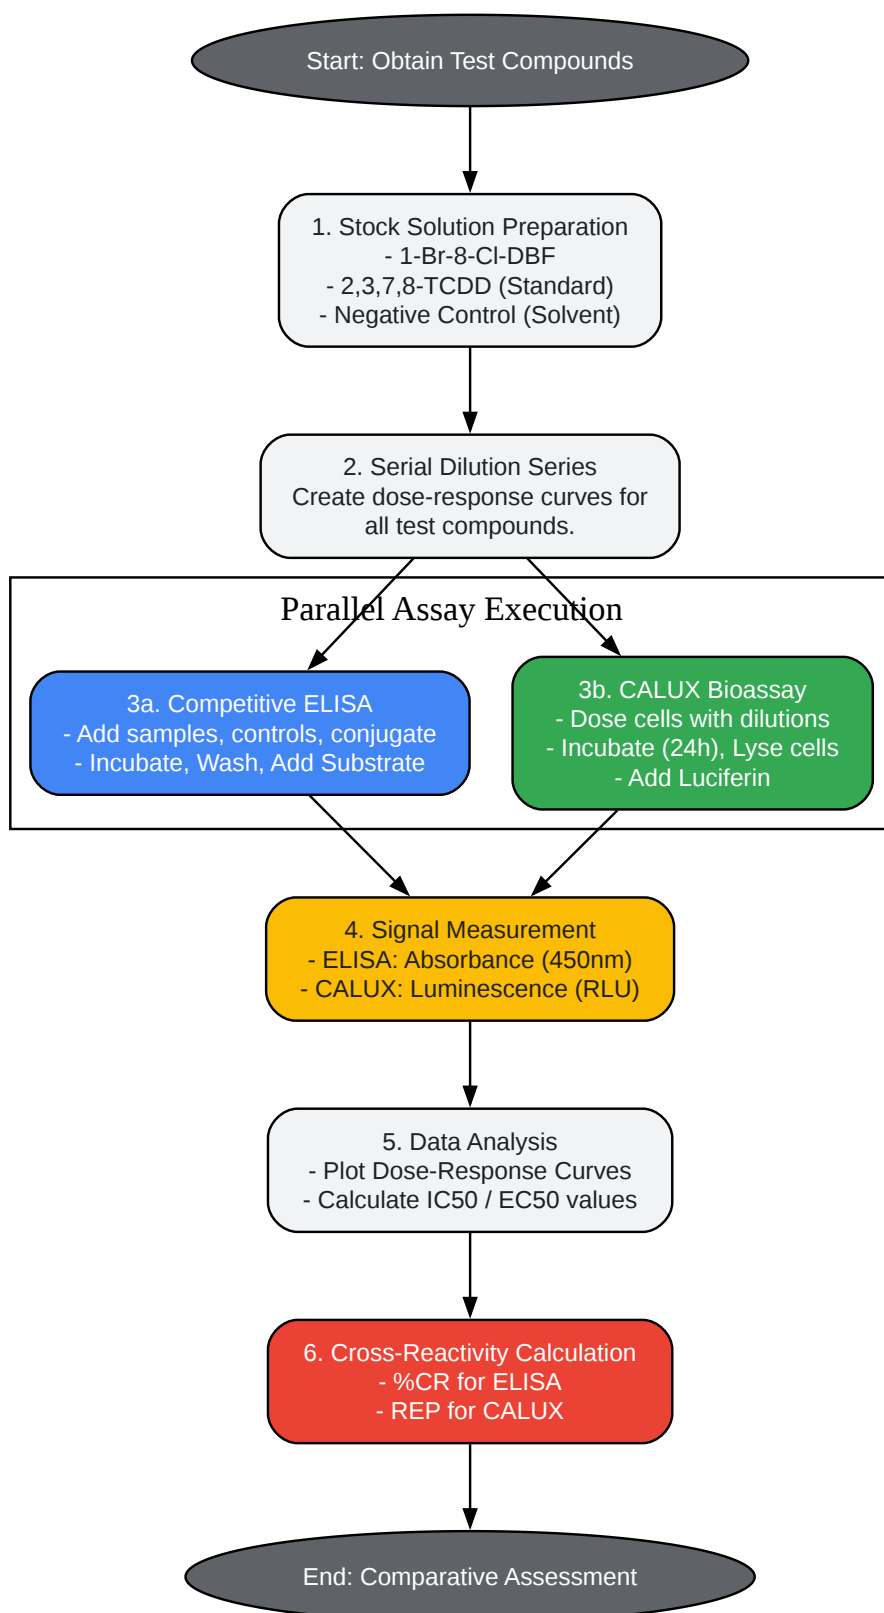 Start: Obtain Test Compounds
1. Stock Solution Preparation
- 1-Br-8-Cl-DBF
- 2,3,7,8-TCDD (Standard)
- Negative Control (Solvent)
2. Serial Dilution Series
Create dose-response curves for
all test compounds.
Parallel Assay Execution
3a. Competitive ELISA
- Add samples, controls, conjugate
- Incubate, Wash, Add Substrate
3b. CALUX Bioassay
- Dose cells with dilutions
- Incubate (24h), Lyse cells
- Add Luciferin
4. Signal Measurement
- ELISA: Absorbance (450nm)
- CALUX: Luminescence (RLU)
5. Data Analysis
- Plot Dose-Response Curves
- Calculate IC50 / EC50 values
6. Cross-Reactivity Calculation
- %CR for ELISA
- REP for CALUX
End: Comparative Assessment